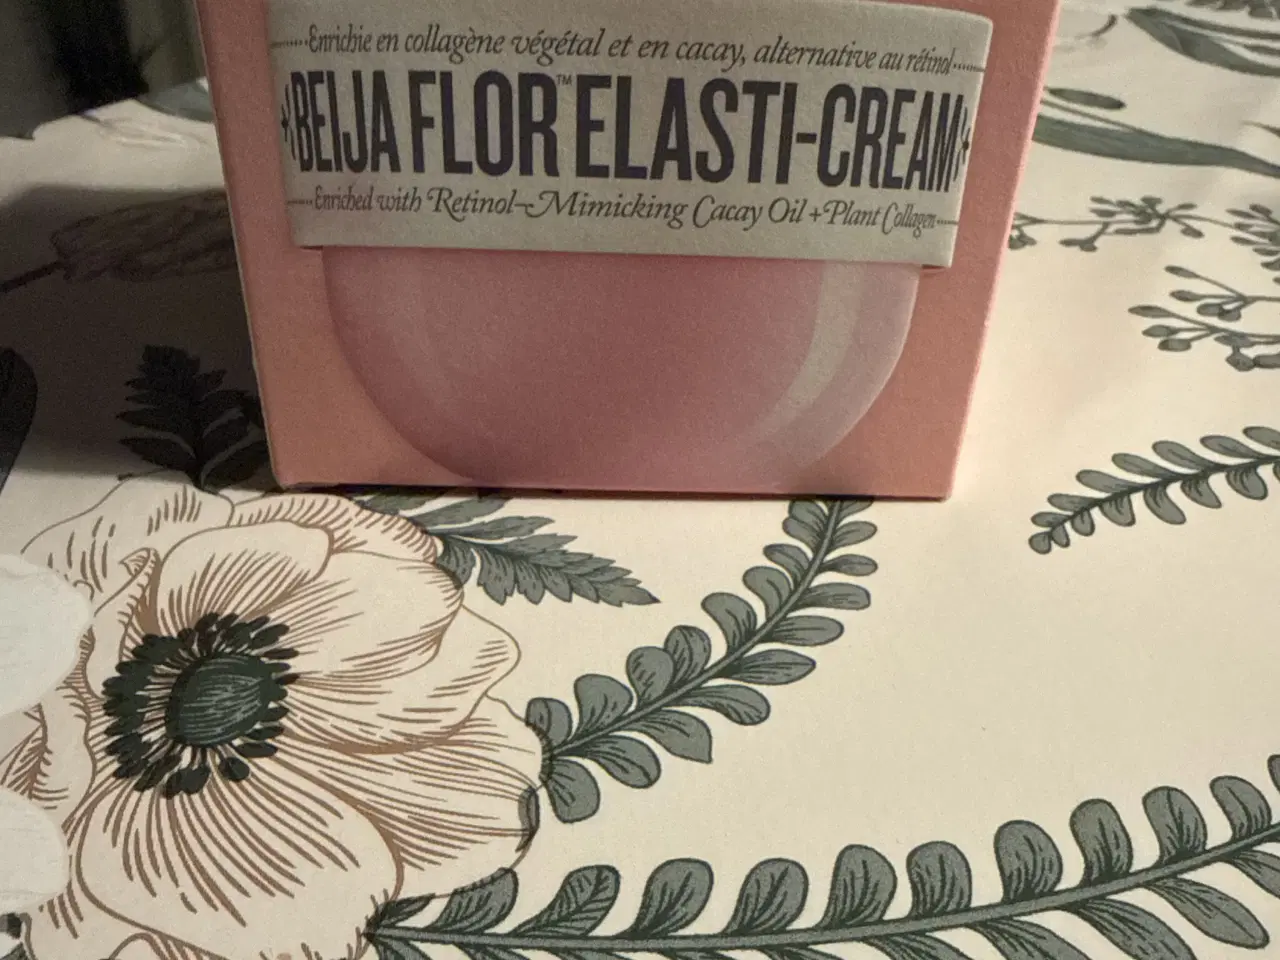 Enrichie en collagène végétal et en cacay, alternative au rétinol
BEIJA FLOR™ ELASTI-CREAM
Enriched with Retinol-Mimicking Cacay Oil + Plant Collagen